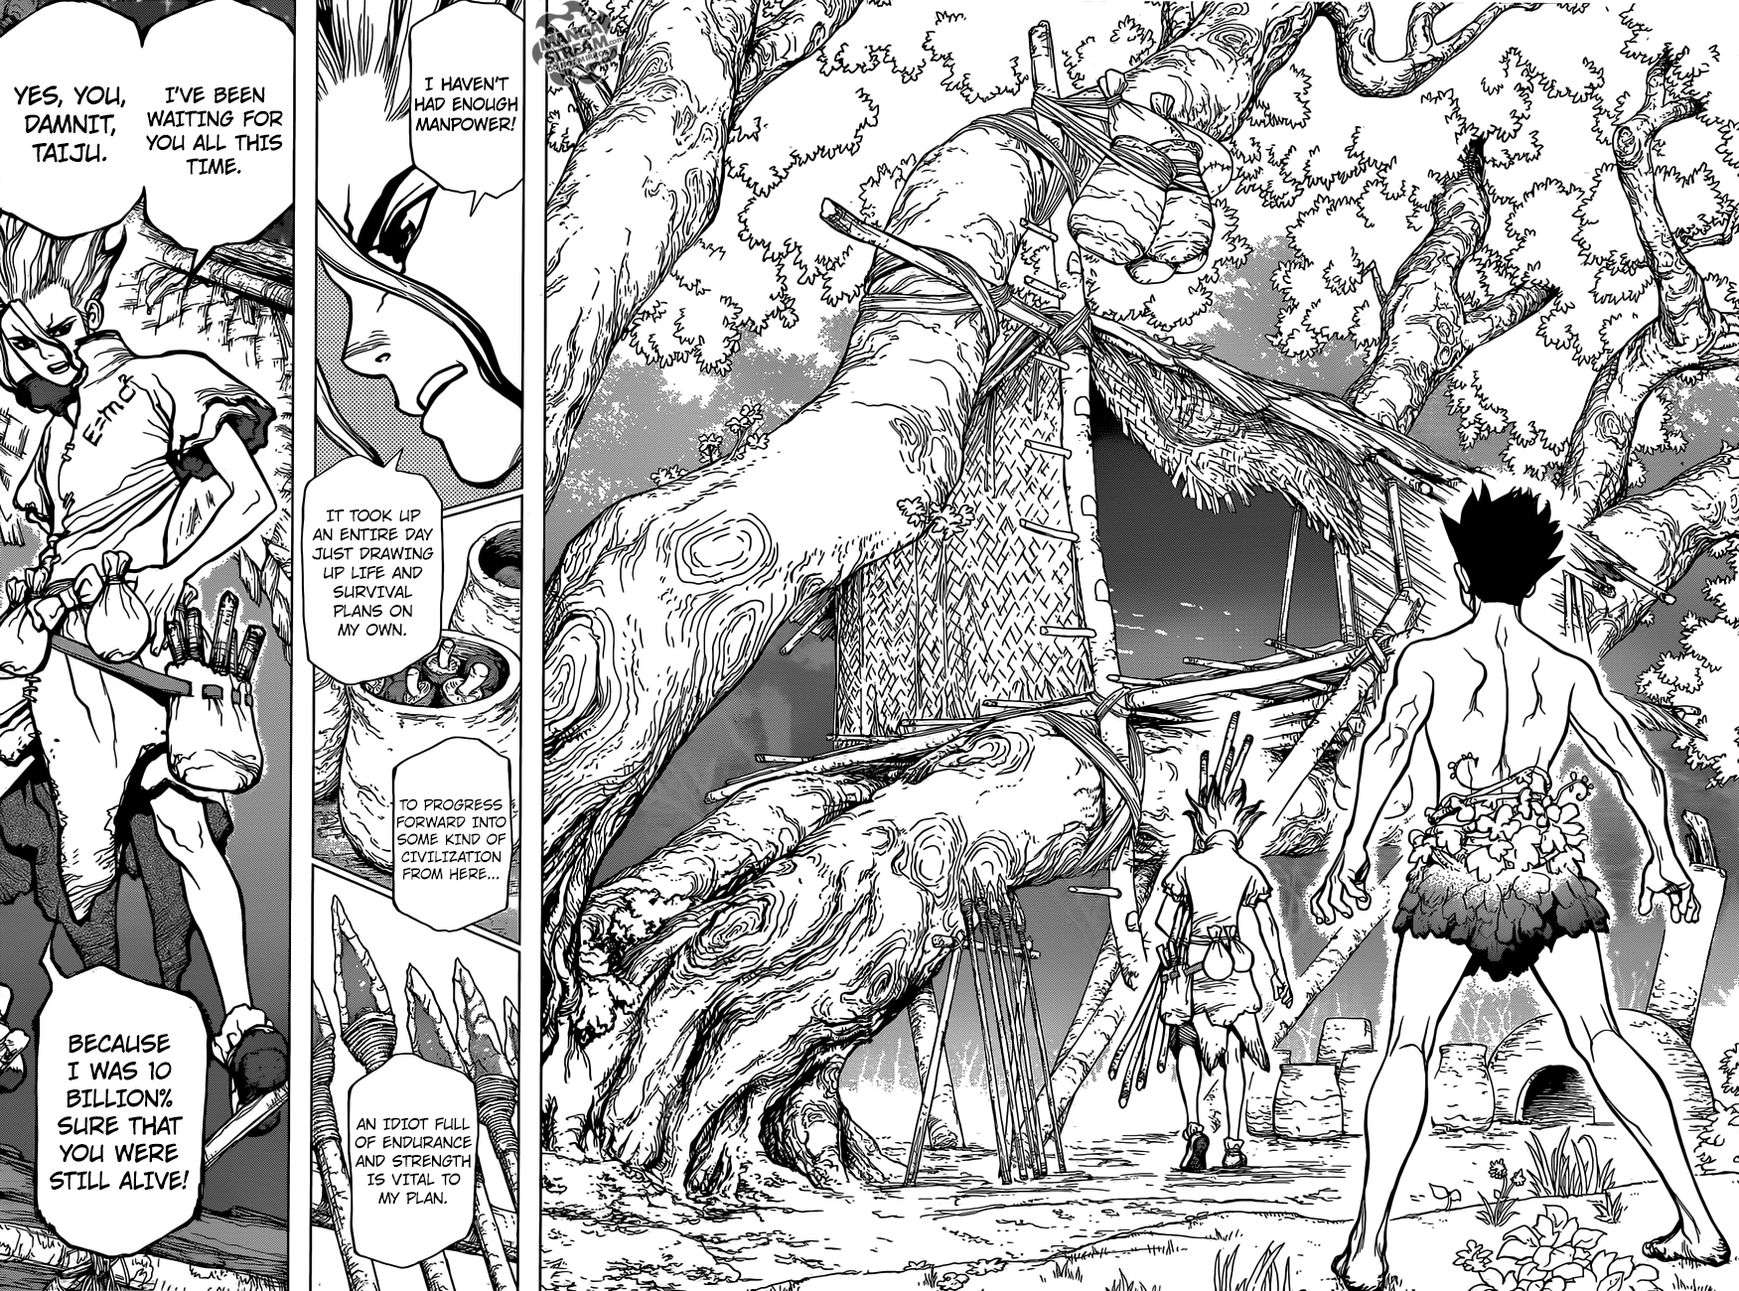 I HAVEN'T
HAD ENOUGH
MANPOWER!
IT TOOK UP
AN ENTIRE DAY
JUST DRAWING
UP LIFE AND
SURVIVAL
PLANS ON
MY OWN.
TO PROGRESS
FORWARD INTO
SOME KIND OF
CIVILIZATION
FROM HERE...
AN IDIOT FULL
OF ENDURANCE
AND STRENGTH
IS VITAL TO
MY PLAN.
I'VE BEEN
WAITING FOR
YOU ALL THIS
TIME.
YES, YOU,
DAMNIT,
TAIJU.
E=mc²
BECAUSE
I WAS 10
BILLION%
SURE THAT
YOU WERE
STILL ALIVE!
MANGA
STREAM